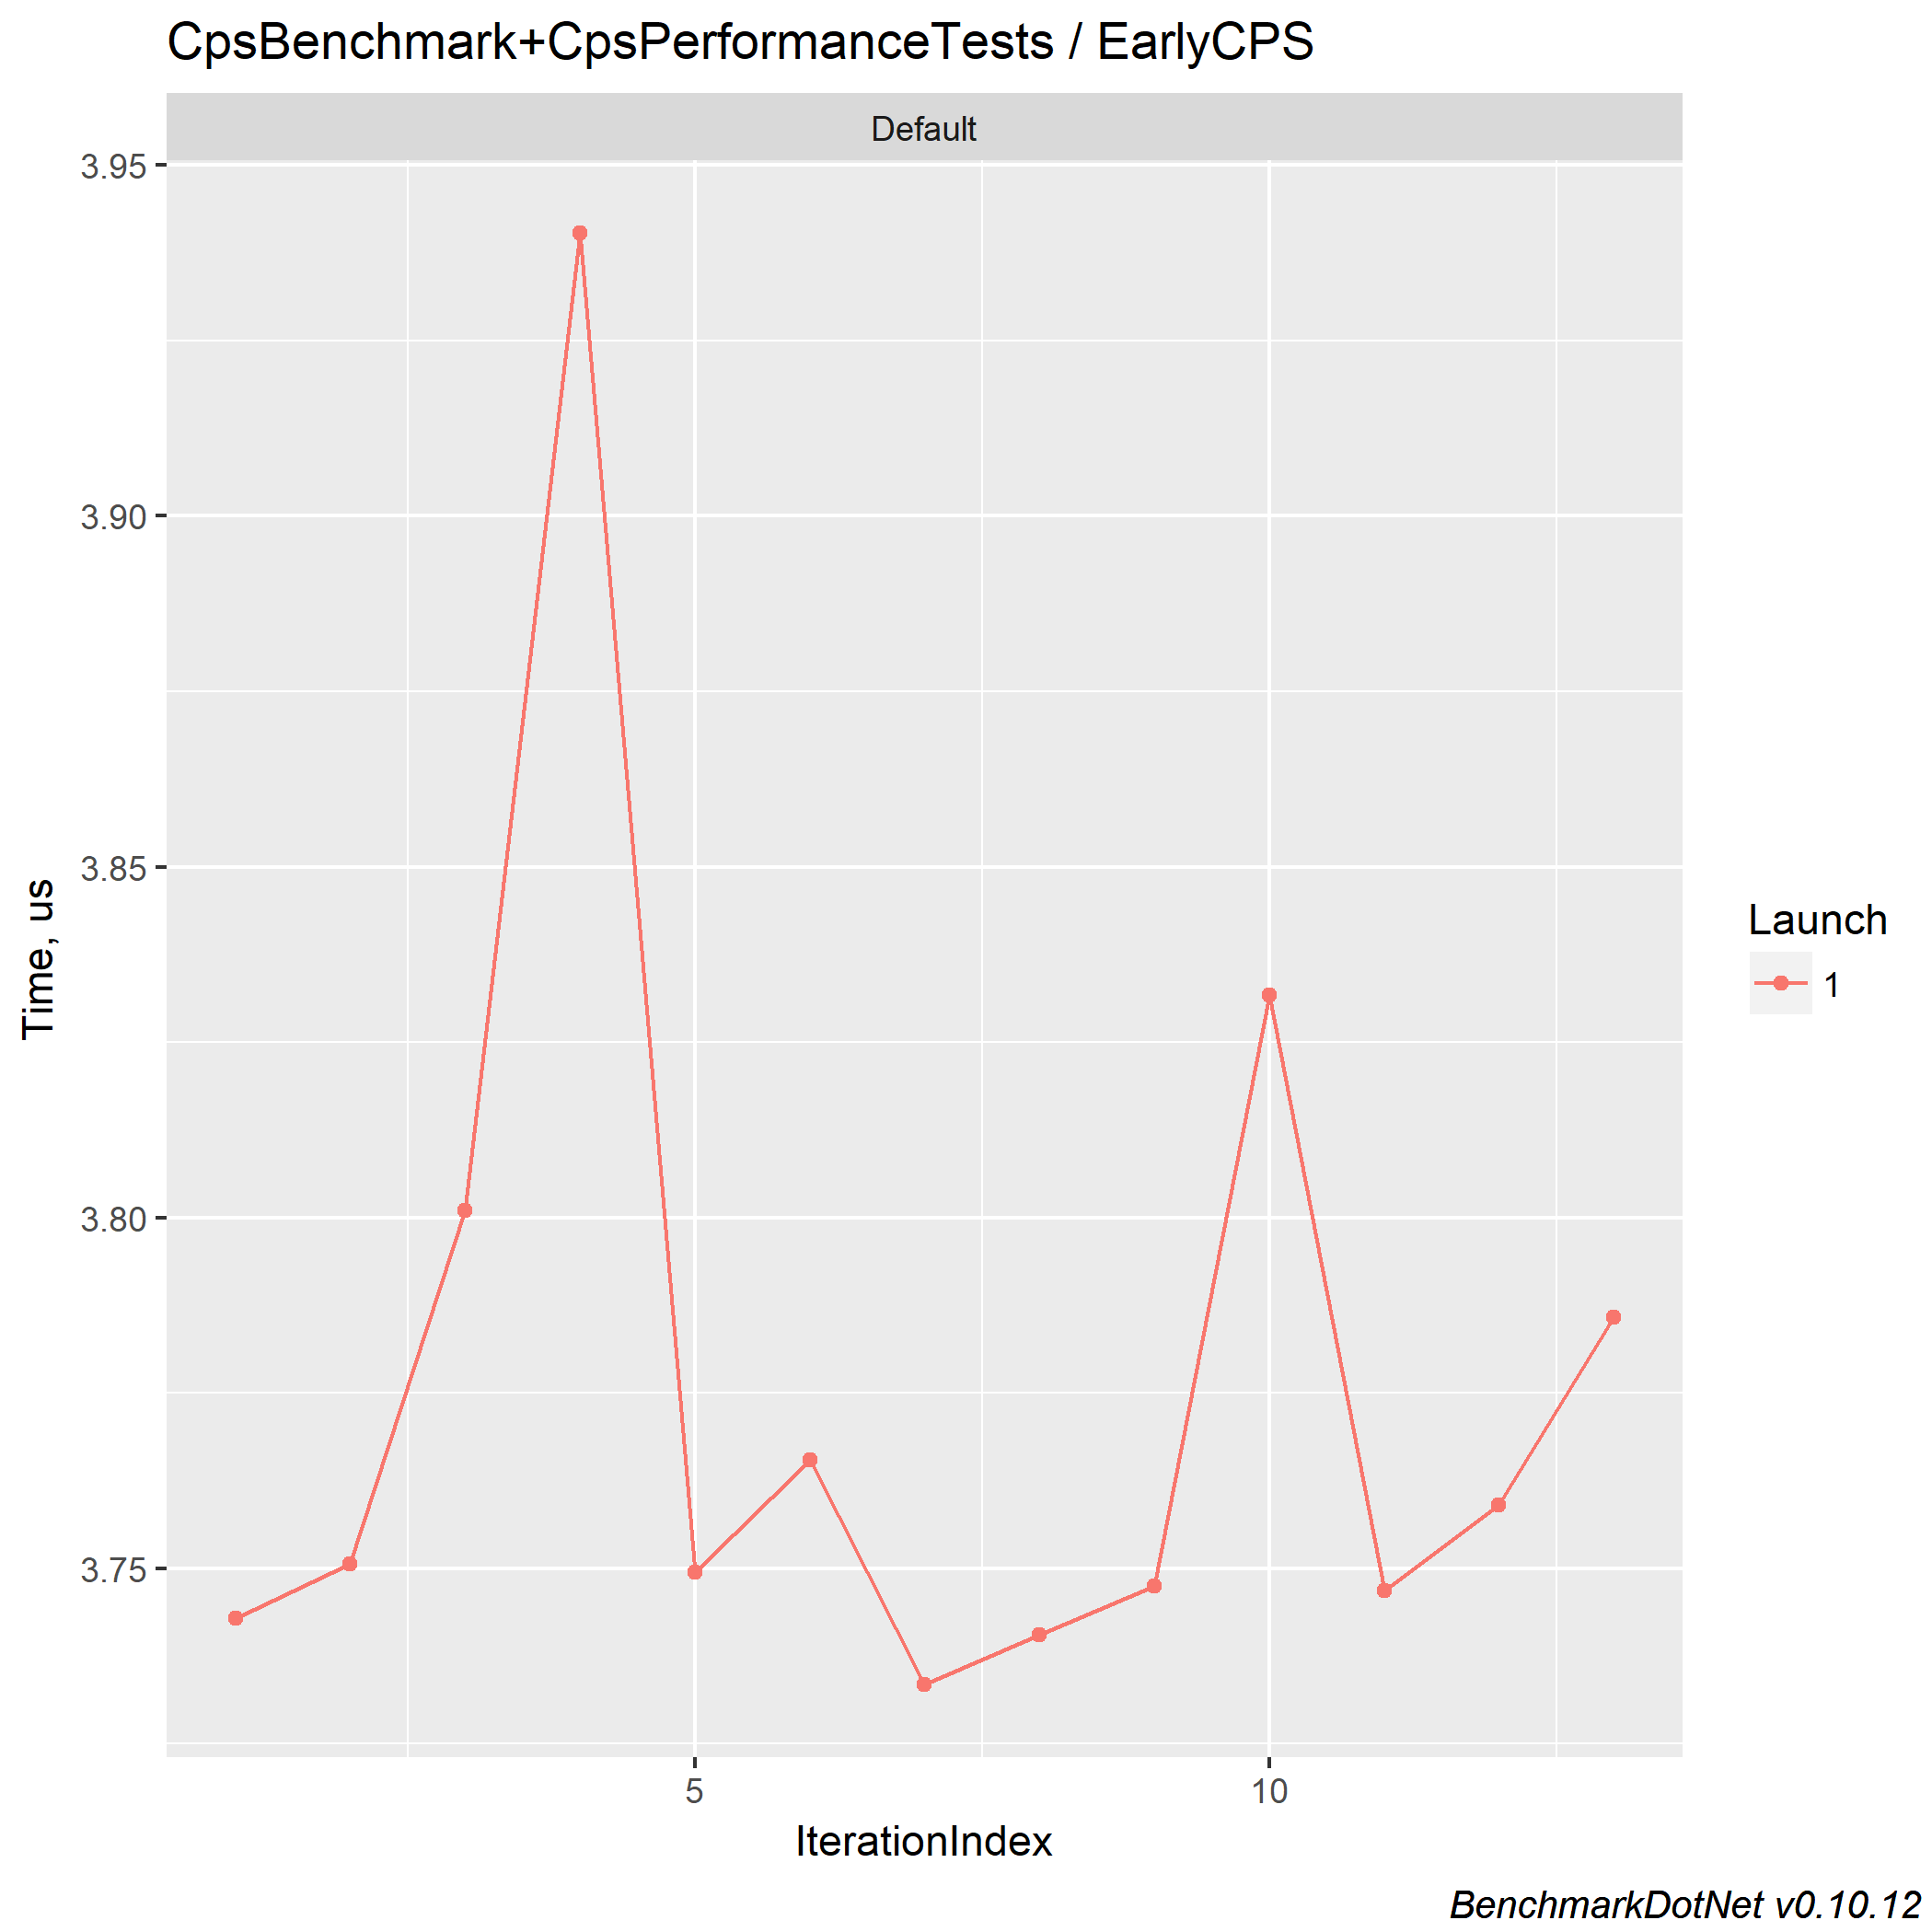 CpsBenchmark+CpsPerformanceTests / EarlyCPS
Default
3.95
3.90
3.85
3.80
3.75
Time, us
5
10
IterationIndex
Launch
1
BenchmarkDotNet v0.10.12